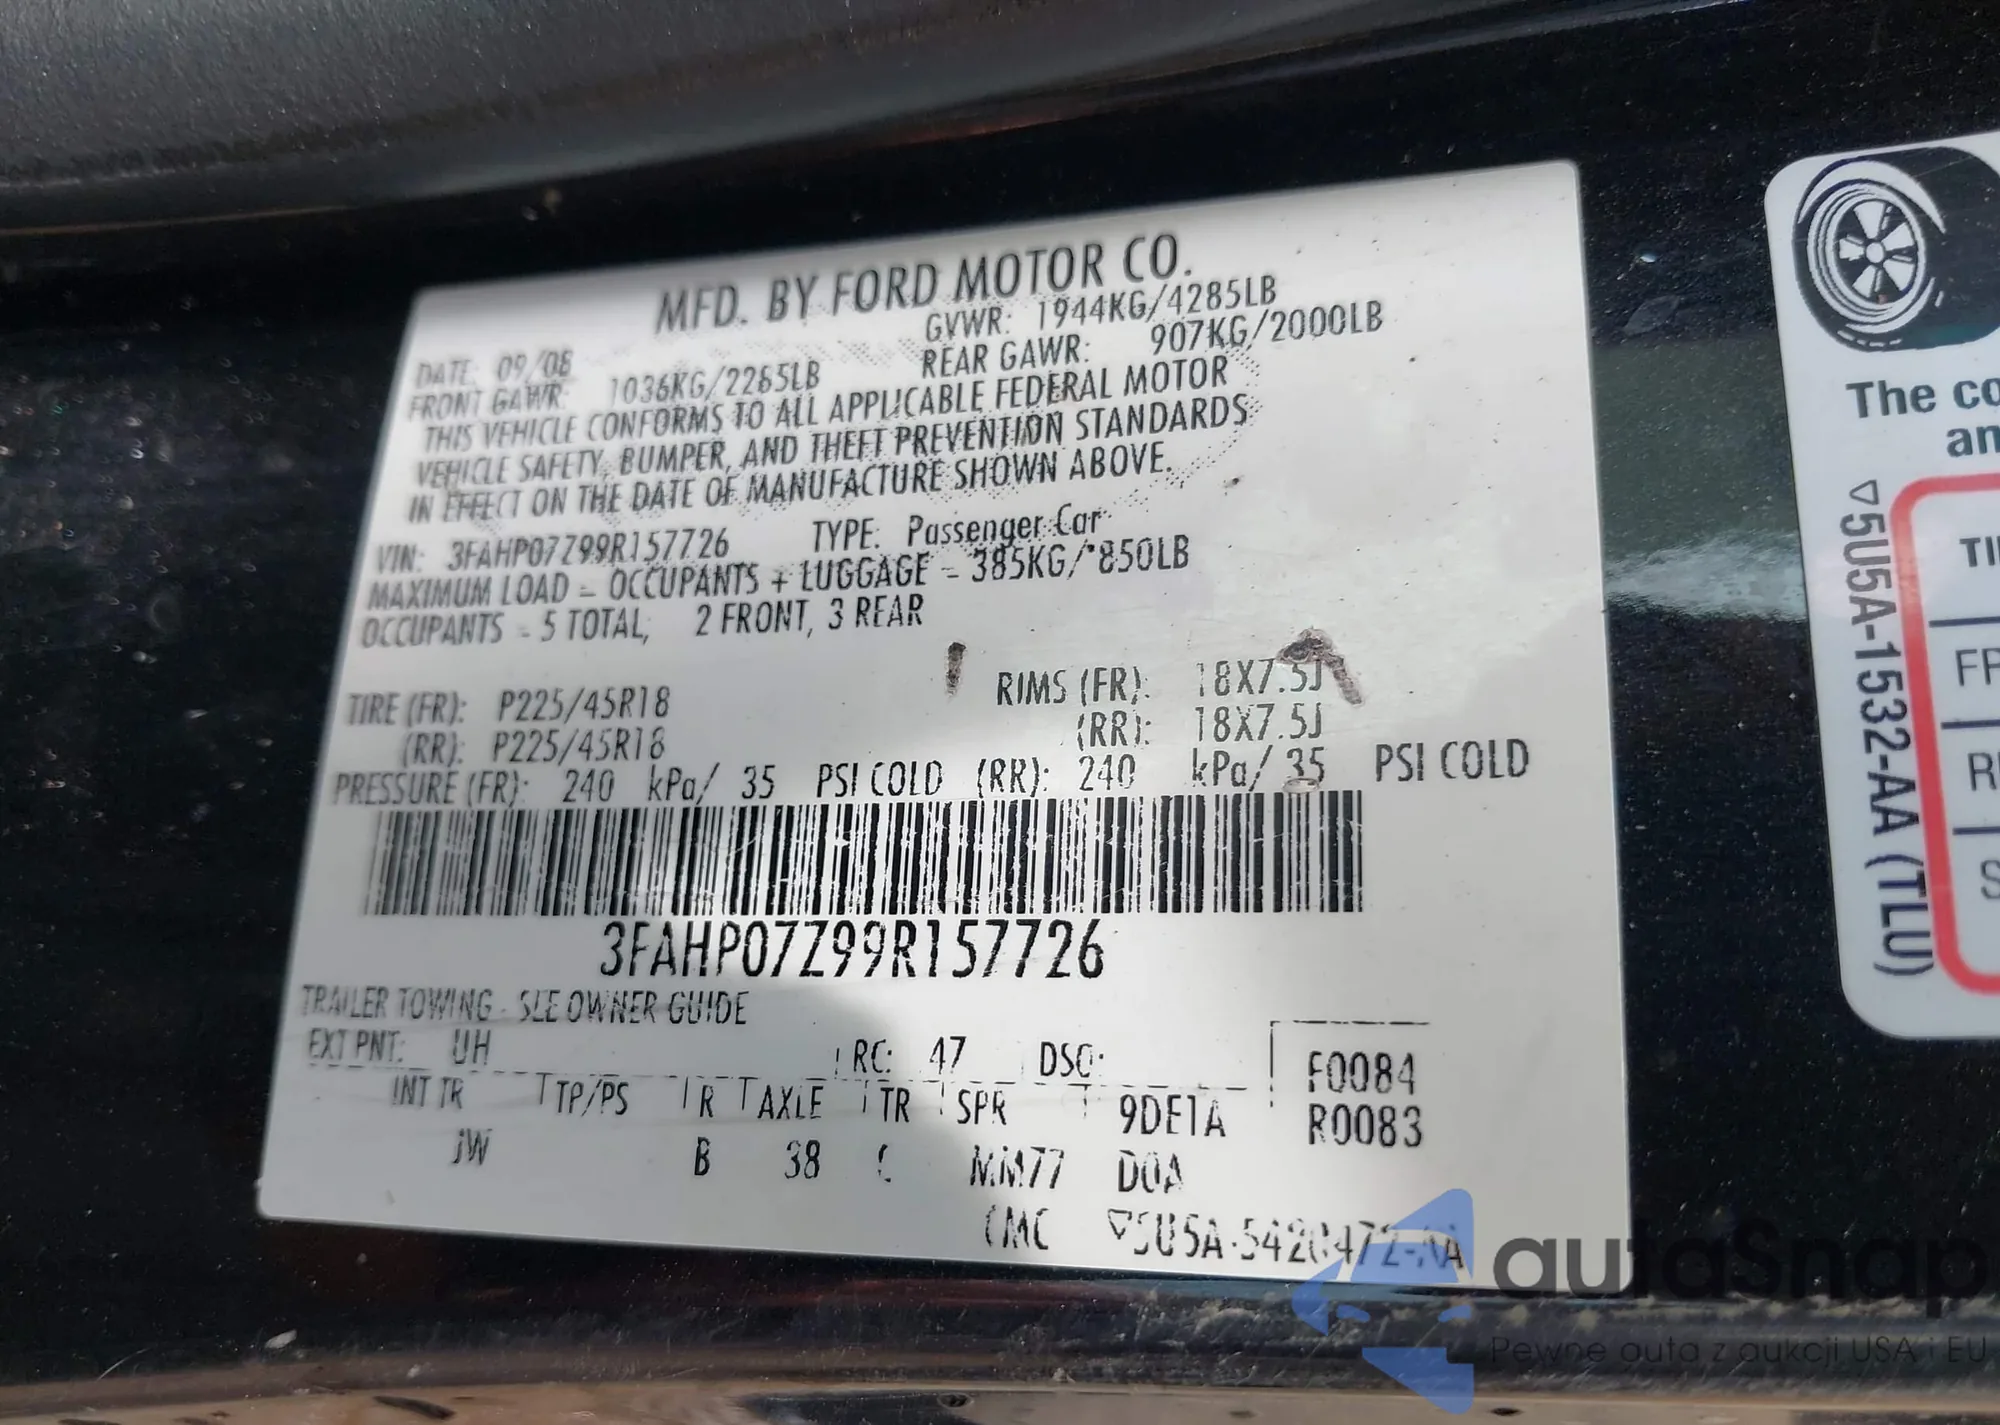 MFD. BY FORD MOTOR CO.
DATE: 09/08 GVWR: 1944KG/4285LB
FRONT GAWR: 1036KG/2285LB REAR GAWR: 907KG/2000LB
THIS VEHICLE CONFORMS TO ALL APPLICABLE FEDERAL MOTOR
VEHICLE SAFETY, BUMPER, AND THEFT PREVENTION STANDARDS
IN EFFECT ON THE DATE OF MANUFACTURE SHOWN ABOVE.
VIN: 3FAHP07Z99R157726 TYPE: Passenger Car
MAXIMUM LOAD = OCCUPANTS + LUGGAGE = 385KG/ 850LB
OCCUPANTS = 5 TOTAL, 2 FRONT, 3 REAR
TIRE (FR): P225/45R18 RIMS (FR): 18X7.5J
(RR): P225/45R18 (RR): 18X7.5J
PRESSURE (FR): 240 kPa/ 35 PSI COLD (RR): 240 kPa/ 35 PSI COLD
3FAHP07Z99R157726
TRAILER TOWING - SEE OWNER GUIDE
EXT PNT: UH RC: 47 DSO: F0084
INT TR TP/PS R AXLE TR SPR 9DE1A R0083
B 38 MM77 D0A
▽5U5A-5420472-AA
The co
an
▽5U5A-1532-AA (TLU)
autaSnap
Pewne auta z aukcji USA i EU